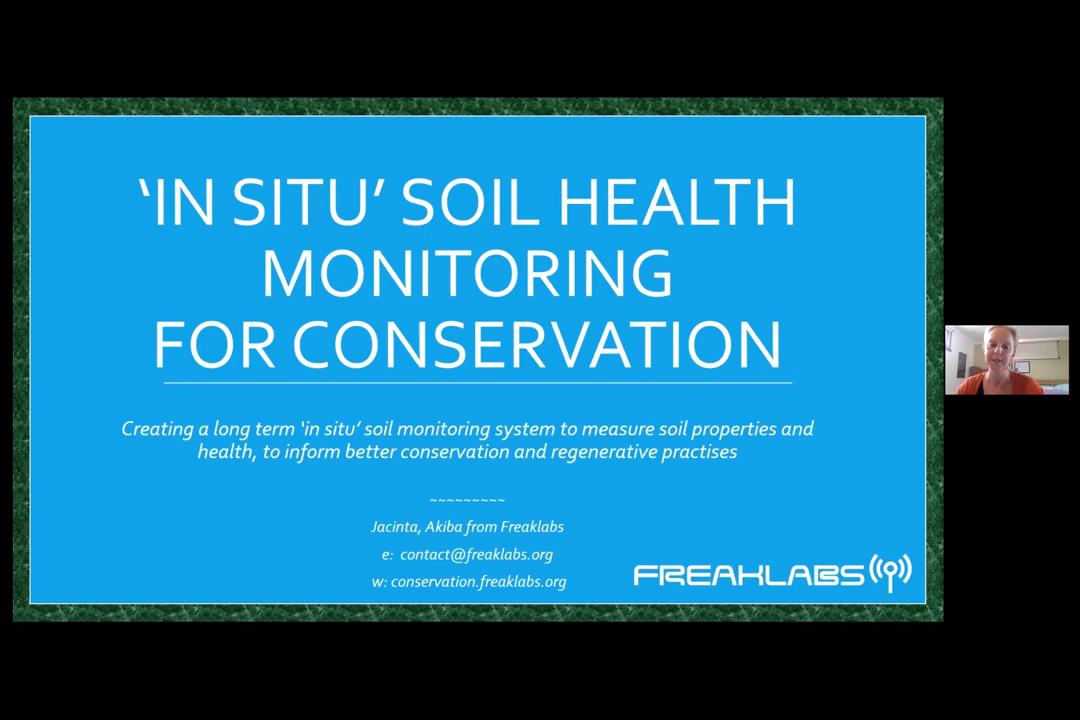 ‘IN SITU’ SOIL HEALTH
MONITORING
FOR CONSERVATION
Creating a long term ‘in situ’ soil monitoring system to measure soil properties and
health, to inform better conservation and regenerative practises
~~~~~~~~~
Jacinta, Akiba from Freaklabs
e: contact@freaklabs.org
w: conservation.freaklabs.org
FREAKLABS